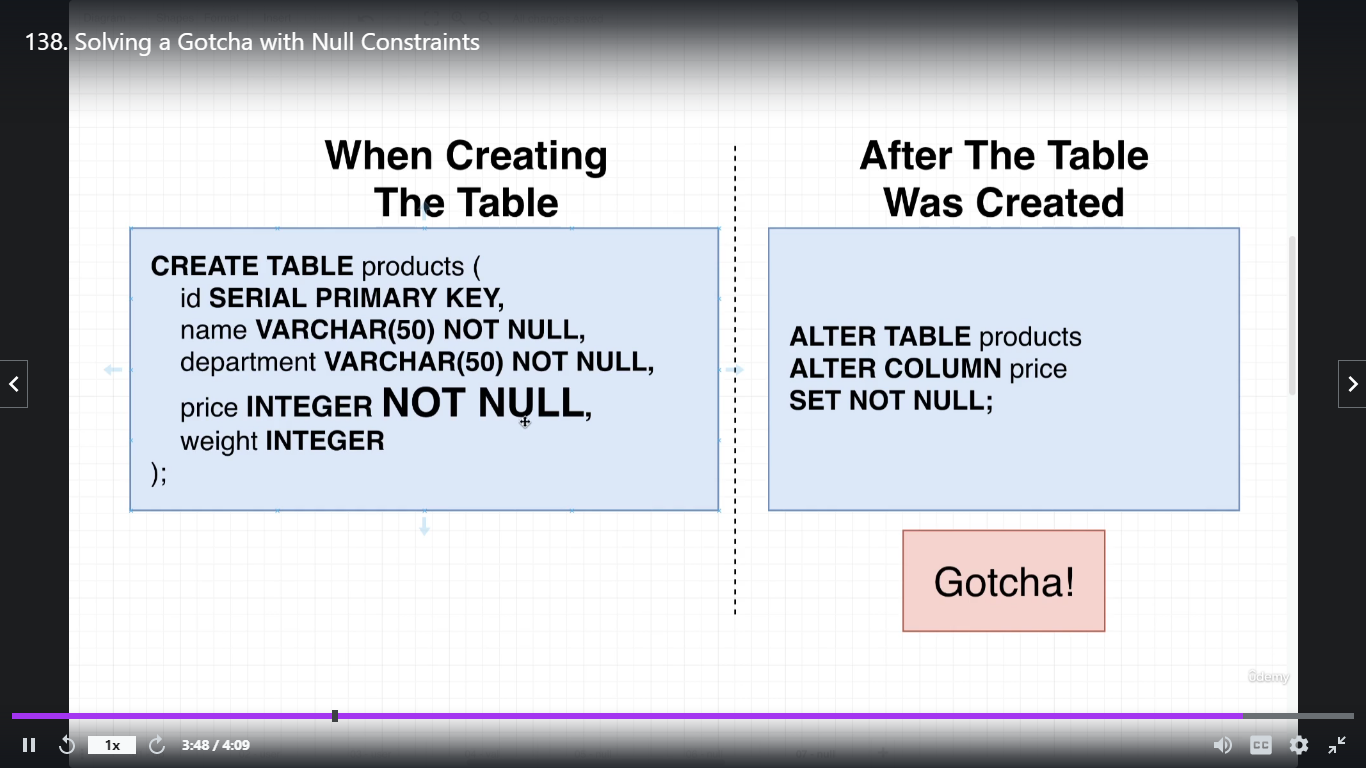 138. Solving a Gotcha with Null Constraints
When Creating
The Table
CREATE TABLE products (
id SERIAL PRIMARY KEY,
name VARCHAR(50) NOT NULL,
department VARCHAR(50) NOT NULL,
price INTEGER NOT NULL,
weight INTEGER
);
After The Table
Was Created
ALTER TABLE products
ALTER COLUMN price
SET NOT NULL;
Gotcha!
ûdemy
1x
3:48 / 4:09
CC